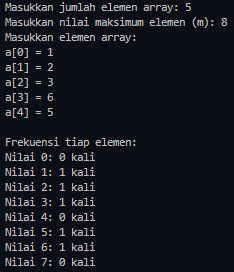 Masukkan jumlah elemen array: 5
Masukkan nilai maksimum elemen (m): 8
Masukkan elemen array:
a[0] = 1
a[1] = 2
a[2] = 3
a[3] = 6
a[4] = 5

Frekuensi tiap elemen:
Nilai 0: 0 kali
Nilai 1: 1 kali
Nilai 2: 1 kali
Nilai 3: 1 kali
Nilai 4: 0 kali
Nilai 5: 1 kali
Nilai 6: 1 kali
Nilai 7: 0 kali